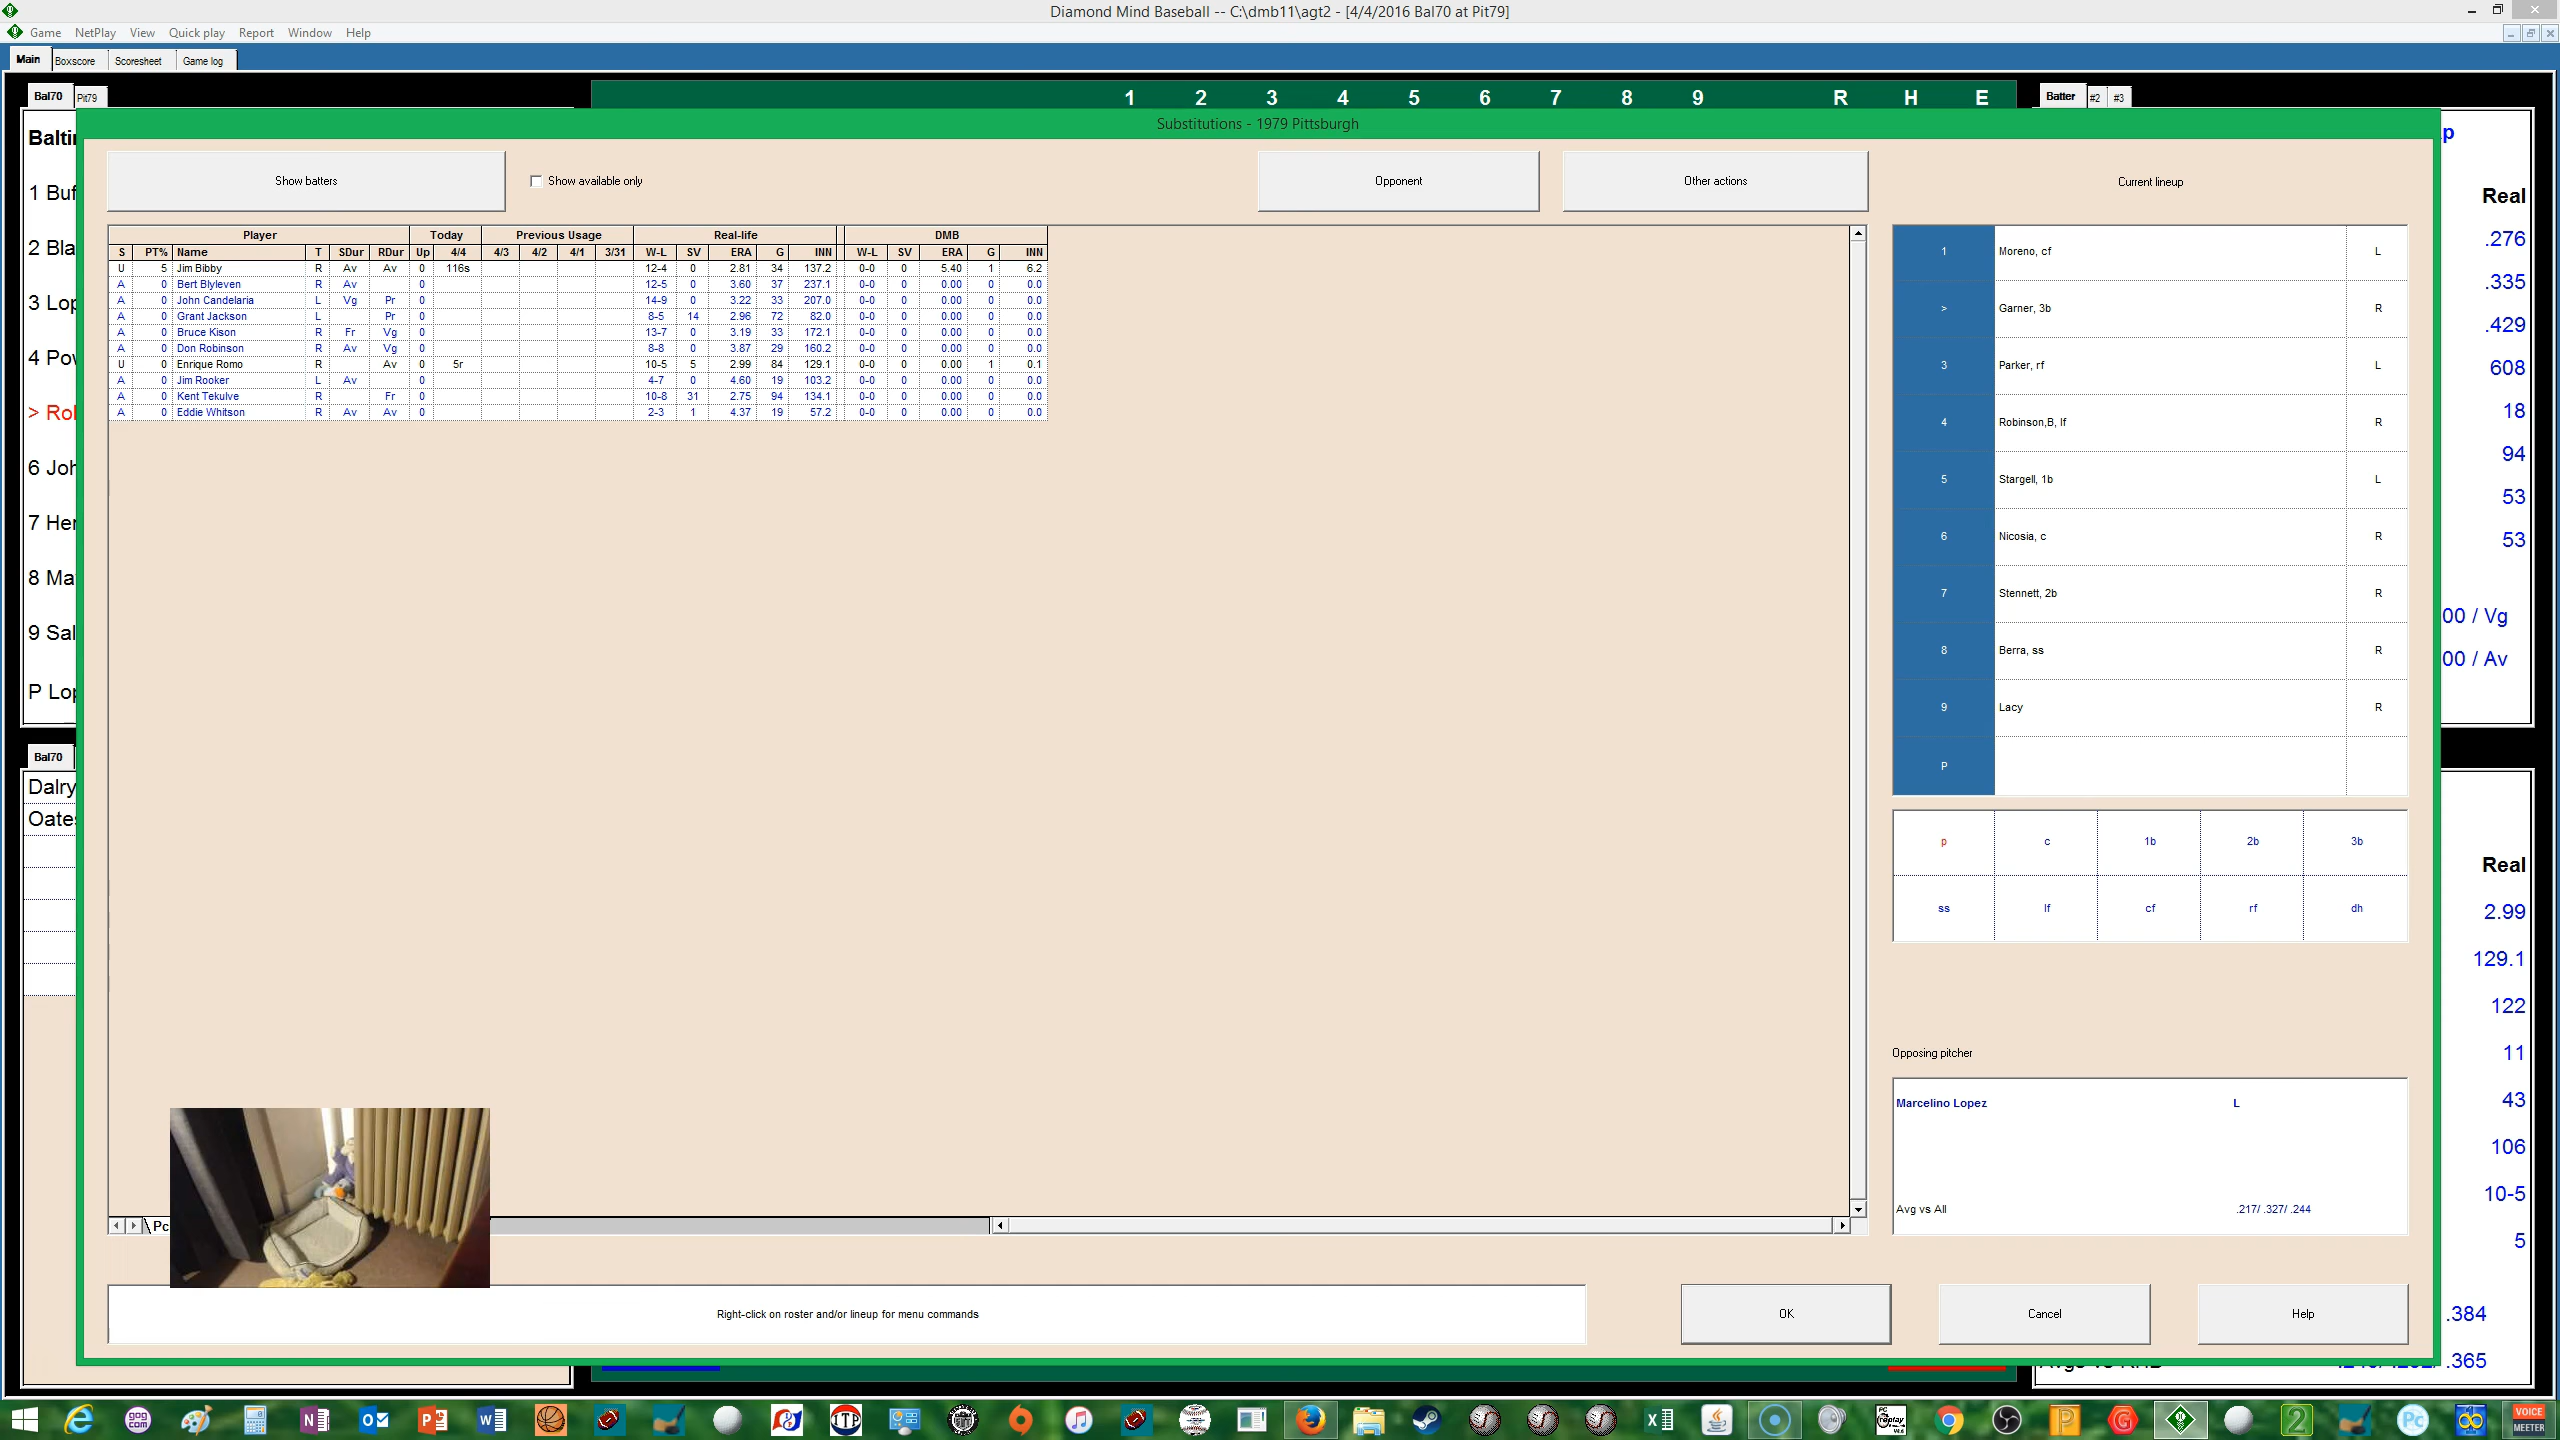 Diamond Mind Baseball -- C:\dmb11\agt2 - [4/4/2016 Bal70 at Pit79]
Game NetPlay View Quick play Report Window Help
Main Boxscore Scoresheet Game log
Bal70 Pit79
1 2 3 4 5 6 7 8 9 R H E
Batter #2 #3
Substitutions - 1979 Pittsburgh
Show batters
Show available only
Opponent
Other actions
Current lineup
Player Today Previous Usage Real-life DMB
S PT% Name T SDur RDur Up 4/4 4/3 4/2 4/1 3/31 W-L SV ERA G INN W-L SV ERA G INN
U 5 Jim Bibby R Av Av 0 116s 12-4 0 2.81 34 137.2 0-0 0 5.40 1 6.2
A 0 Bert Blyleven R Av 0 12-5 0 3.60 37 237.1 0-0 0 0.00 0 0.0
A 0 John Candelaria L Vg Pr 0 14-9 0 3.22 33 207.0 0-0 0 0.00 0 0.0
A 0 Grant Jackson L Pr 0 8-5 14 2.96 72 82.0 0-0 0 0.00 0 0.0
A 0 Bruce Kison R Fr Vg 0 13-7 0 3.19 33 172.1 0-0 0 0.00 0 0.0
A 0 Don Robinson R Av Vg 0 8-8 0 3.87 29 160.2 0-0 0 0.00 0 0.0
U 0 Enrique Romo R Av 0 5r 10-5 5 2.99 84 129.1 0-0 0 0.00 1 0.1
A 0 Jim Rooker L Av 0 4-7 0 4.60 19 103.2 0-0 0 0.00 0 0.0
A 0 Kent Tekulve R Fr 0 10-8 31 2.75 94 134.1 0-0 0 0.00 0 0.0
A 0 Eddie Whitson R Av Av 0 2-3 1 4.37 19 57.2 0-0 0 0.00 0 0.0
1 Moreno, cf L
> Garner, 3b R
3 Parker, rf L
4 Robinson,B, lf R
5 Stargell, 1b L
6 Nicosia, c R
7 Stennett, 2b R
8 Berra, ss R
9 Lacy R
P
p c 1b 2b 3b
ss lf cf rf dh
Opposing pitcher
Marcelino Lopez L
Avg vs All .217/ .327/ .244
Right-click on roster and/or lineup for menu commands
OK
Cancel
Help
Balti
1 Buf
2 Bla
3 Lop
4 Pow
> Rol
6 Joh
7 Her
8 Ma
9 Sal
P Lop
Bal70
Dalry
Oates
Real
.276
.335
.429
608
18
94
53
53
00 / Vg
00 / Av
Real
2.99
129.1
122
11
43
106
10-5
5
.384
.365
VOICE
MEETER